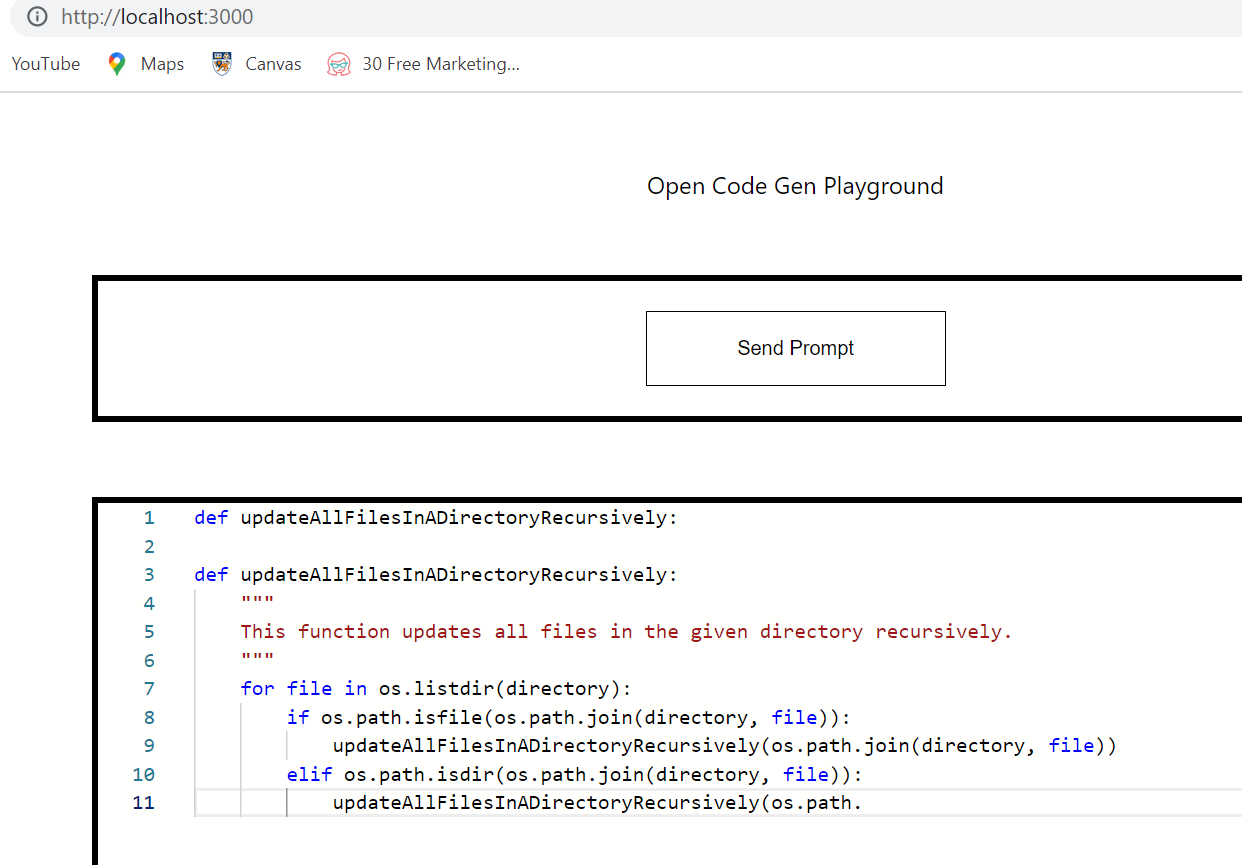 http://localhost:3000
YouTube Maps Canvas 30 Free Marketing...
Open Code Gen Playground
Send Prompt
1 def updateAllFilesInADirectoryRecursively:
2
3 def updateAllFilesInADirectoryRecursively:
4     """
5     This function updates all files in the given directory recursively.
6     """
7     for file in os.listdir(directory):
8         if os.path.isfile(os.path.join(directory, file)):
9             updateAllFilesInADirectoryRecursively(os.path.join(directory, file))
10         elif os.path.isdir(os.path.join(directory, file)):
11             updateAllFilesInADirectoryRecursively(os.path.